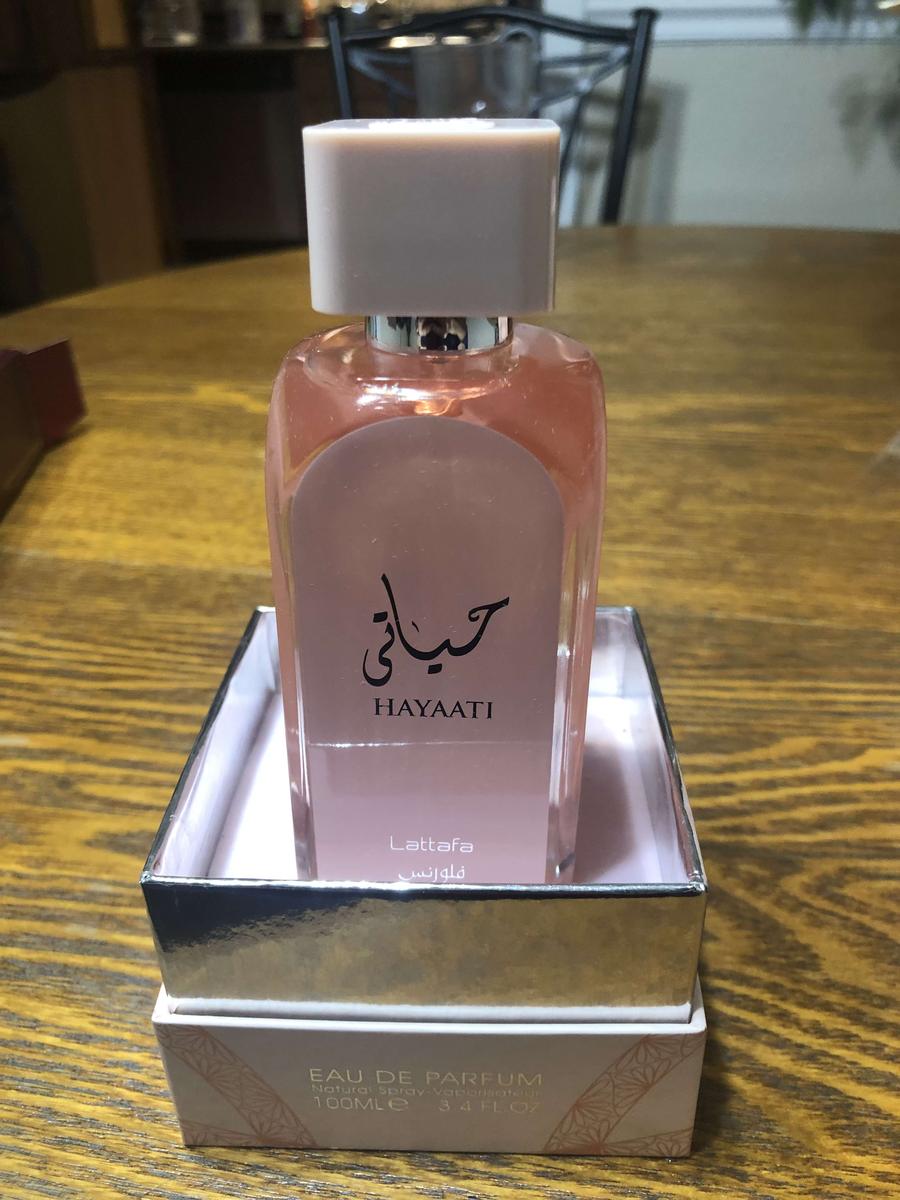 حياتي
HAYAATI
Lattafa
فلورنس
EAU DE PARFUM
Natural Spray-Vaporisateur
100ML e 3.4 FL.OZ